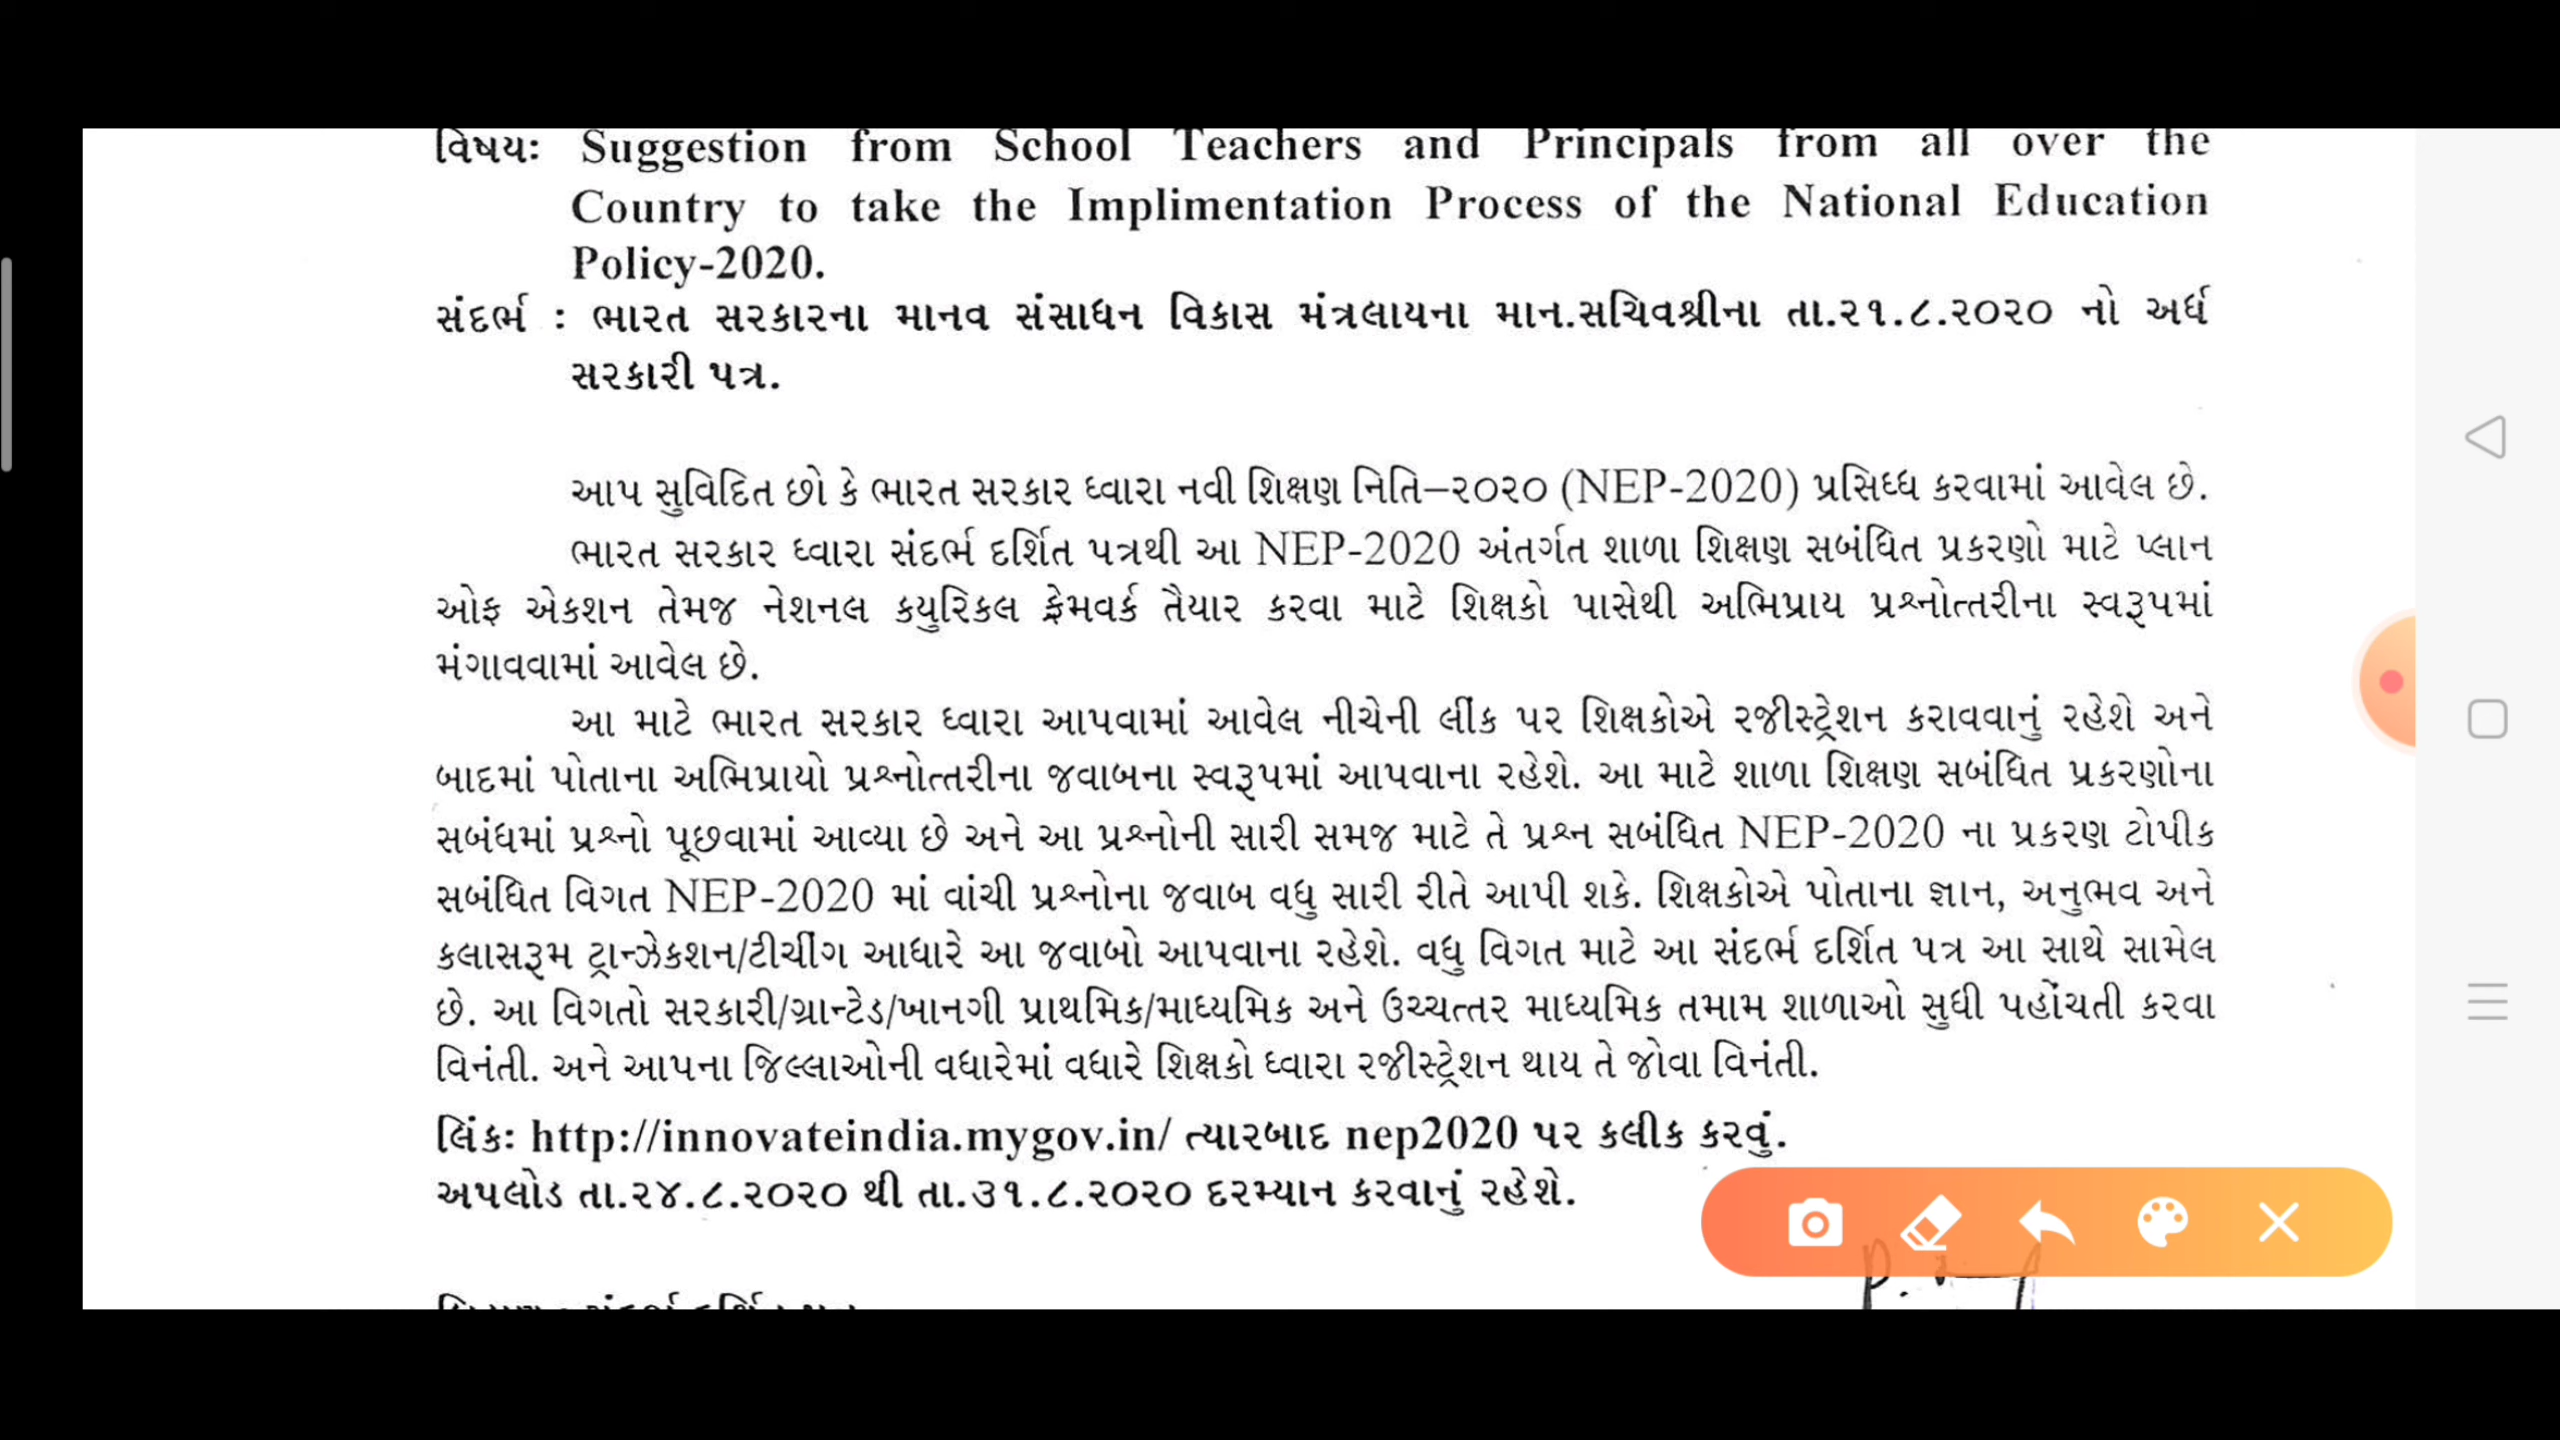 વિષયઃ Suggestion from School Teachers and Principals from all over the
Country to take the Implimentation Process of the National Education
Policy-2020.
સંદર્ભ : ભારત સરકારના માનવ સંસાધન વિકાસ મંત્રલાયના માન.સચિવશ્રીના તા.૨૧.૮.૨૦૨૦ નો અર્ધ
સરકારી પત્ર.
આપ સુવિદિત છો કે ભારત સરકાર ધ્વારા નવી શિક્ષણ નિતિ–૨૦૨૦ (NEP-2020) પ્રસિધ્ધ કરવામાં આવેલ છે.
ભારત સરકાર ધ્વારા સંદર્ભ દર્શિત પત્રથી આ NEP-2020 અંતર્ગત શાળા શિક્ષણ સબંધિત પ્રકરણો માટે પ્લાન
ઓફ એકશન તેમજ નેશનલ કયુરિકલ ફ્રેમવર્ક તૈયાર કરવા માટે શિક્ષકો પાસેથી અભિપ્રાય પ્રશ્નોત્તરીના સ્વરૂપમાં
મંગાવવામાં આવેલ છે.
આ માટે ભારત સરકાર ધ્વારા આપવામાં આવેલ નીચેની લીંક પર શિક્ષકોએ રજીસ્ટ્રેશન કરાવવાનું રહેશે અને
બાદમાં પોતાના અભિપ્રાયો પ્રશ્નોત્તરીના જવાબના સ્વરૂપમાં આપવાના રહેશે. આ માટે શાળા શિક્ષણ સબંધિત પ્રકરણોના
સબંધમાં પ્રશ્નો પૂછવામાં આવ્યા છે અને આ પ્રશ્નોની સારી સમજ માટે તે પ્રશ્ન સબંધિત NEP-2020 ના પ્રકરણ ટોપીક
સબંધિત વિગત NEP-2020 માં વાંચી પ્રશ્નોના જવાબ વધુ સારી રીતે આપી શકે. શિક્ષકોએ પોતાના જ્ઞાન, અનુભવ અને
કલાસરૂમ ટ્રાન્ઝેકશન/ટીચીંગ આધારે આ જવાબો આપવાના રહેશે. વધુ વિગત માટે આ સંદર્ભ દર્શિત પત્ર આ સાથે સામેલ
છે. આ વિગતો સરકારી/ગ્રાન્ટેડ/ખાનગી પ્રાથમિક/માધ્યમિક અને ઉચ્ચત્તર માધ્યમિક તમામ શાળાઓ સુધી પહોંચતી કરવા
વિનંતી. અને આપના જિલ્લાઓની વધારેમાં વધારે શિક્ષકો ધ્વારા રજીસ્ટ્રેશન થાય તે જોવા વિનંતી.
લિંકઃ http://innovateindia.mygov.in/ ત્યારબાદ nep2020 પર કલીક કરવું.
અપલોડ તા.૨૪.૮.૨૦૨૦ થી તા.૩૧.૮.૨૦૨૦ દરમ્યાન કરવાનું રહેશે.